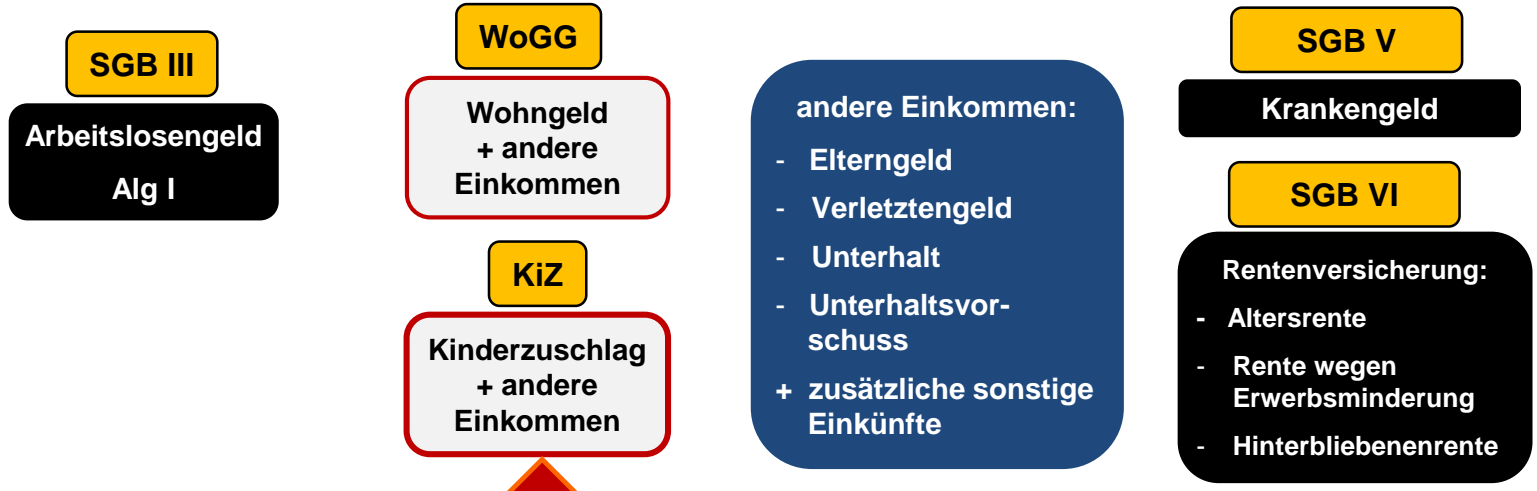 SGB III
Arbeitslosengeld
Alg I
WoGG
Wohngeld
+ andere
Einkommen
KiZ
Kinderzuschlag
+ andere
Einkommen
andere Einkommen:
- Elterngeld
- Verletztengeld
- Unterhalt
- Unterhaltsvor-
schuss
+ zusätzliche sonstige
Einkünfte
SGB V
Krankengeld
SGB VI
Rentenversicherung:
- Altersrente
- Rente wegen
Erwerbsminderung
- Hinterbliebenenrente